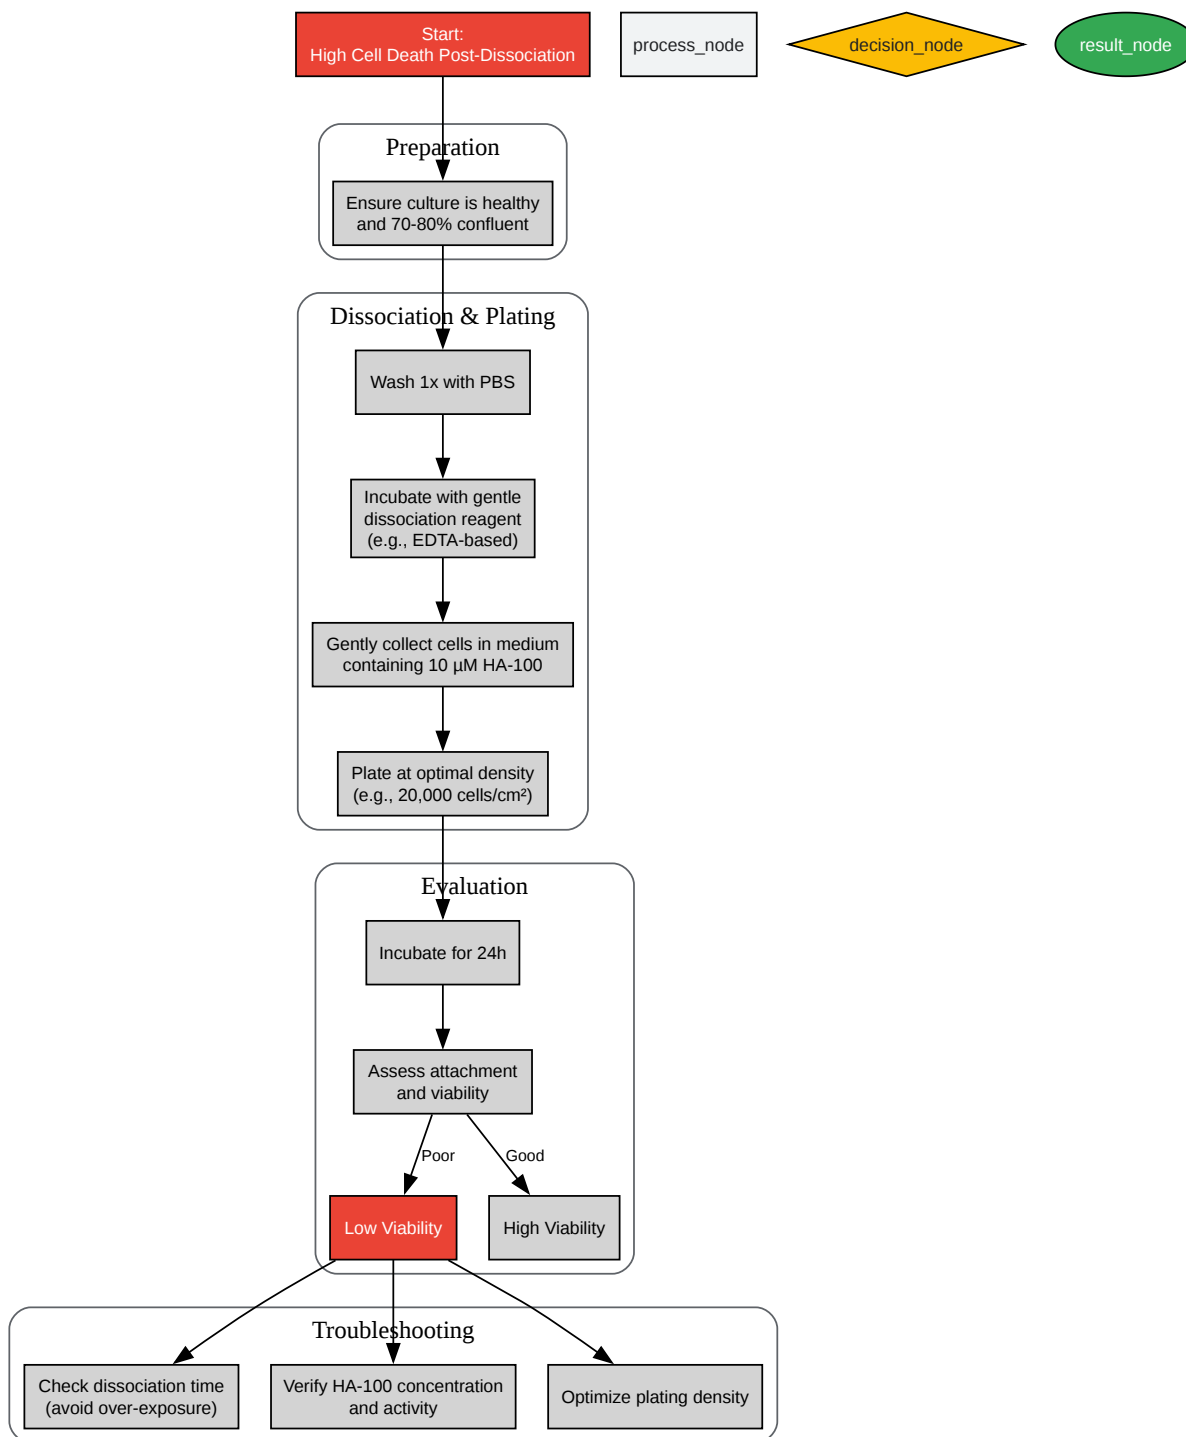 Start:
High Cell Death Post-Dissociation
process_node
decision_node
result_node
Preparation
Ensure culture is healthy
and 70-80% confluent
Dissociation & Plating
Wash 1x with PBS
Incubate with gentle
dissociation reagent
(e.g., EDTA-based)
Gently collect cells in medium
containing 10 µM HA-100
Plate at optimal density
(e.g., 20,000 cells/cm²)
Evaluation
Incubate for 24h
Assess attachment
and viability
Poor
Good
Low Viability
High Viability
Troubleshooting
Check dissociation time
(avoid over-exposure)
Verify HA-100 concentration
and activity
Optimize plating density